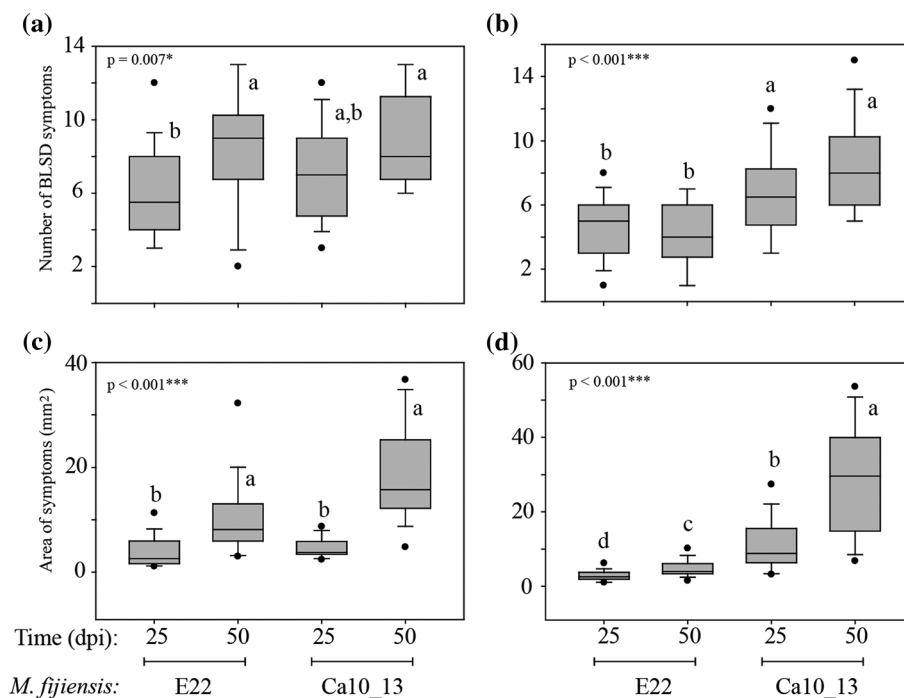 (a)
(b)
p = 0.007*
p < 0.001***
Number of BLSD symptoms
14
10
6
2
b
a
a,b
a
14
10
6
2
b
b
a
a
(c)
(d)
p < 0.001***
p < 0.001***
Area of symptoms (mm²)
40
20
0
b
a
b
a
60
40
20
0
d
c
b
a
Time (dpi): 25 50 25 50 25 50 25 50
M. fijiensis: E22 Ca10_13 E22 Ca10_13